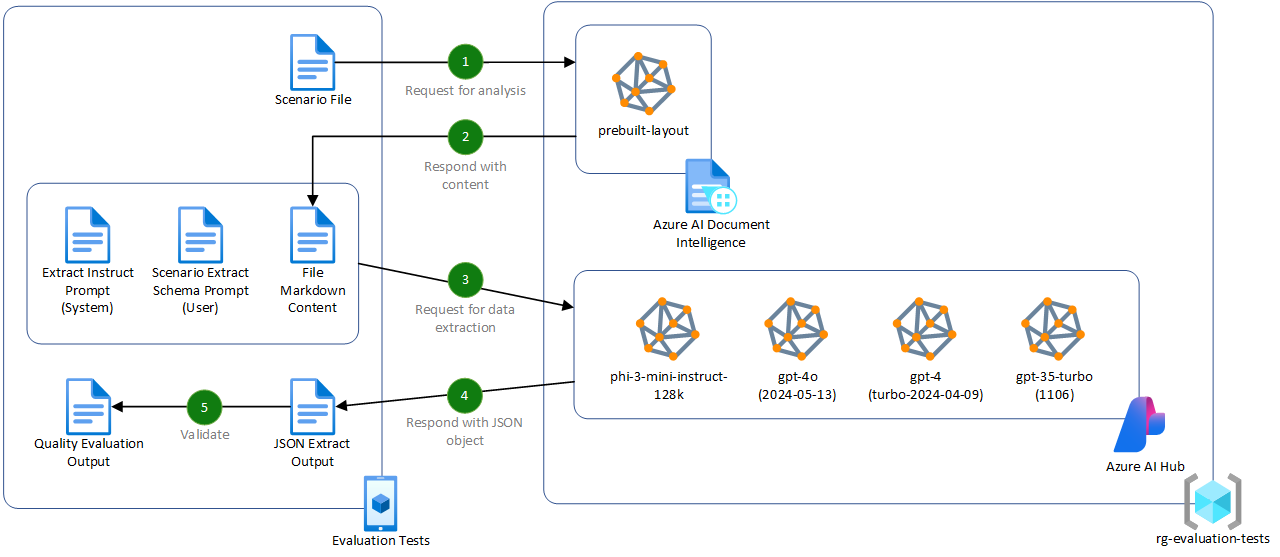 Scenario File
1
Request for analysis
prebuilt-layout
2
Respond with
content
Azure AI Document
Intelligence
Extract Instruct
Prompt
(System)
Scenario Extract
Schema Prompt
(User)
File
Markdown
Content
3
Request for data
extraction
phi-3-mini-instruct-
128k
gpt-4o
(2024-05-13)
gpt-4
(turbo-2024-04-09)
gpt-35-turbo
(1106)
4
Respond with JSON
object
5
Validate
Quality Evaluation
Output
JSON Extract
Output
Azure AI Hub
Evaluation Tests
rg-evaluation-tests